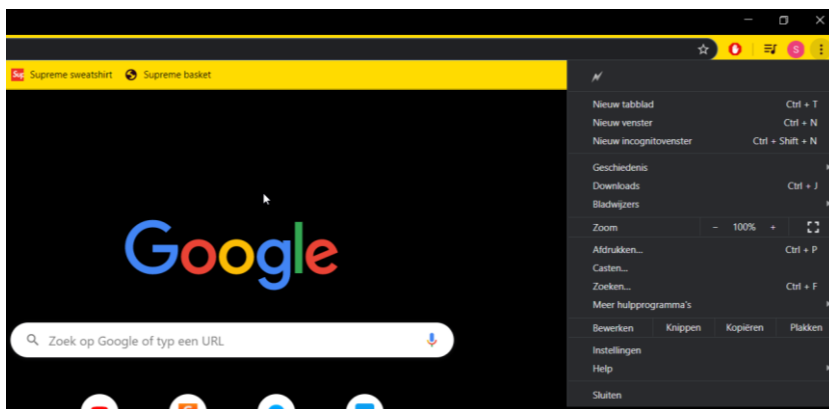 S
Sup Supreme sweatshirt Supreme basket
Nieuw tabblad Ctrl + T
Nieuw venster Ctrl + N
Nieuw incognitovenster Ctrl + Shift + N
Geschiedenis
Downloads Ctrl + J
Bladwijzers
Zoom - 100% +
Afdrukken... Ctrl + P
Casten...
Zoeken... Ctrl + F
Meer hulpprogramma's
Bewerken Knippen Kopiëren Plakken
Instellingen
Help
Sluiten
Google
Zoek op Google of typ een URL